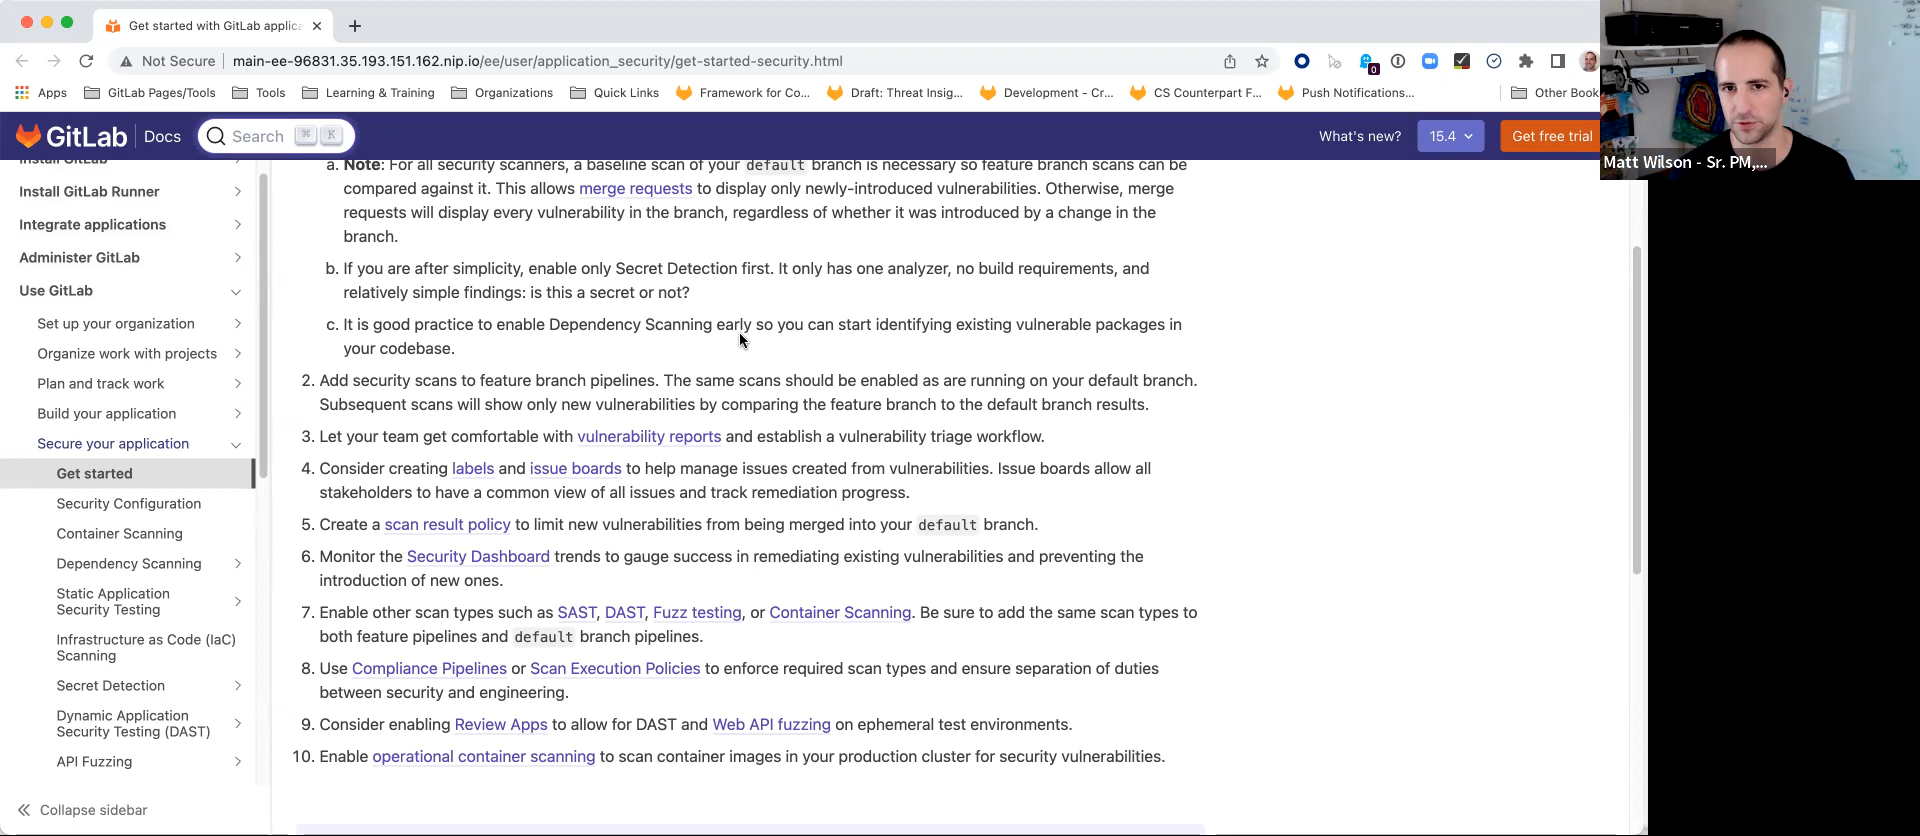 Get started with GitLab applica
Not Secure
main-ee-96831.35.193.151.162.nip.io/ee/user/application_security/get-started-security.html
0
Apps
GitLab Pages/Tools
Tools
Learning & Training
Organizations
Quick Links
Framework for Co...
Draft: Threat Insig...
Development - Cr...
CS Counterpart F...
Push Notifications...
Other Book
GitLab
Docs
Search
⌘ K
What's new?
15.4
Get free trial
Matt Wilson - Sr. PM,...
Install GitLab
Install GitLab Runner
Integrate applications
Administer GitLab
Use GitLab
Set up your organization
Organize work with projects
Plan and track work
Build your application
Secure your application
Get started
Security Configuration
Container Scanning
Dependency Scanning
Static Application
Security Testing
Infrastructure as Code (IaC)
Scanning
Secret Detection
Dynamic Application
Security Testing (DAST)
API Fuzzing
Collapse sidebar
a. Note: For all security scanners, a baseline scan of your default branch is necessary so feature branch scans can be
compared against it. This allows merge requests to display only newly-introduced vulnerabilities. Otherwise, merge
requests will display every vulnerability in the branch, regardless of whether it was introduced by a change in the
branch.
b. If you are after simplicity, enable only Secret Detection first. It only has one analyzer, no build requirements, and
relatively simple findings: is this a secret or not?
c. It is good practice to enable Dependency Scanning early so you can start identifying existing vulnerable packages in
your codebase.
2. Add security scans to feature branch pipelines. The same scans should be enabled as are running on your default branch.
Subsequent scans will show only new vulnerabilities by comparing the feature branch to the default branch results.
3. Let your team get comfortable with vulnerability reports and establish a vulnerability triage workflow.
4. Consider creating labels and issue boards to help manage issues created from vulnerabilities. Issue boards allow all
stakeholders to have a common view of all issues and track remediation progress.
5. Create a scan result policy to limit new vulnerabilities from being merged into your default branch.
6. Monitor the Security Dashboard trends to gauge success in remediating existing vulnerabilities and preventing the
introduction of new ones.
7. Enable other scan types such as SAST, DAST, Fuzz testing, or Container Scanning. Be sure to add the same scan types to
both feature pipelines and default branch pipelines.
8. Use Compliance Pipelines or Scan Execution Policies to enforce required scan types and ensure separation of duties
between security and engineering.
9. Consider enabling Review Apps to allow for DAST and Web API fuzzing on ephemeral test environments.
10. Enable operational container scanning to scan container images in your production cluster for security vulnerabilities.